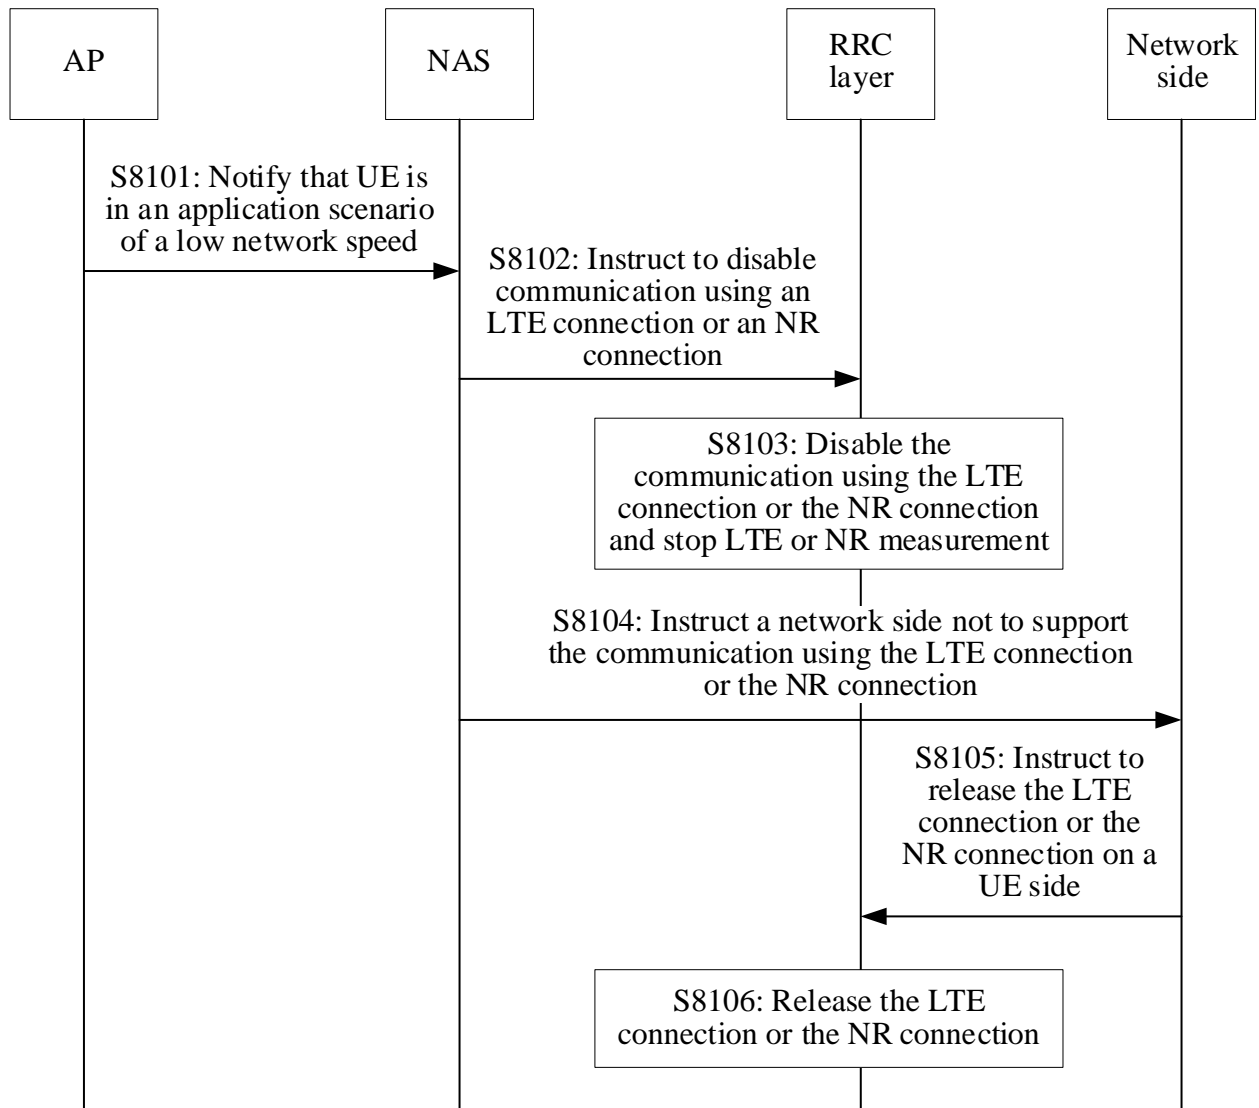 AP
NAS
RRC
layer
Network
side
S8101: Notify that UE is
in an application scenario
of a low network speed
S8102: Instruct to disable
communication using an
LTE connection or an NR
connection
S8103: Disable the
communication using the LTE
connection or the NR connection
and stop LTE or NR measurement
S8104: Instruct a network side not to support
the communication using the LTE connection
or the NR connection
S8105: Instruct to
release the LTE
connection or the
NR connection on a
UE side
S8106: Release the LTE
connection or the NR connection